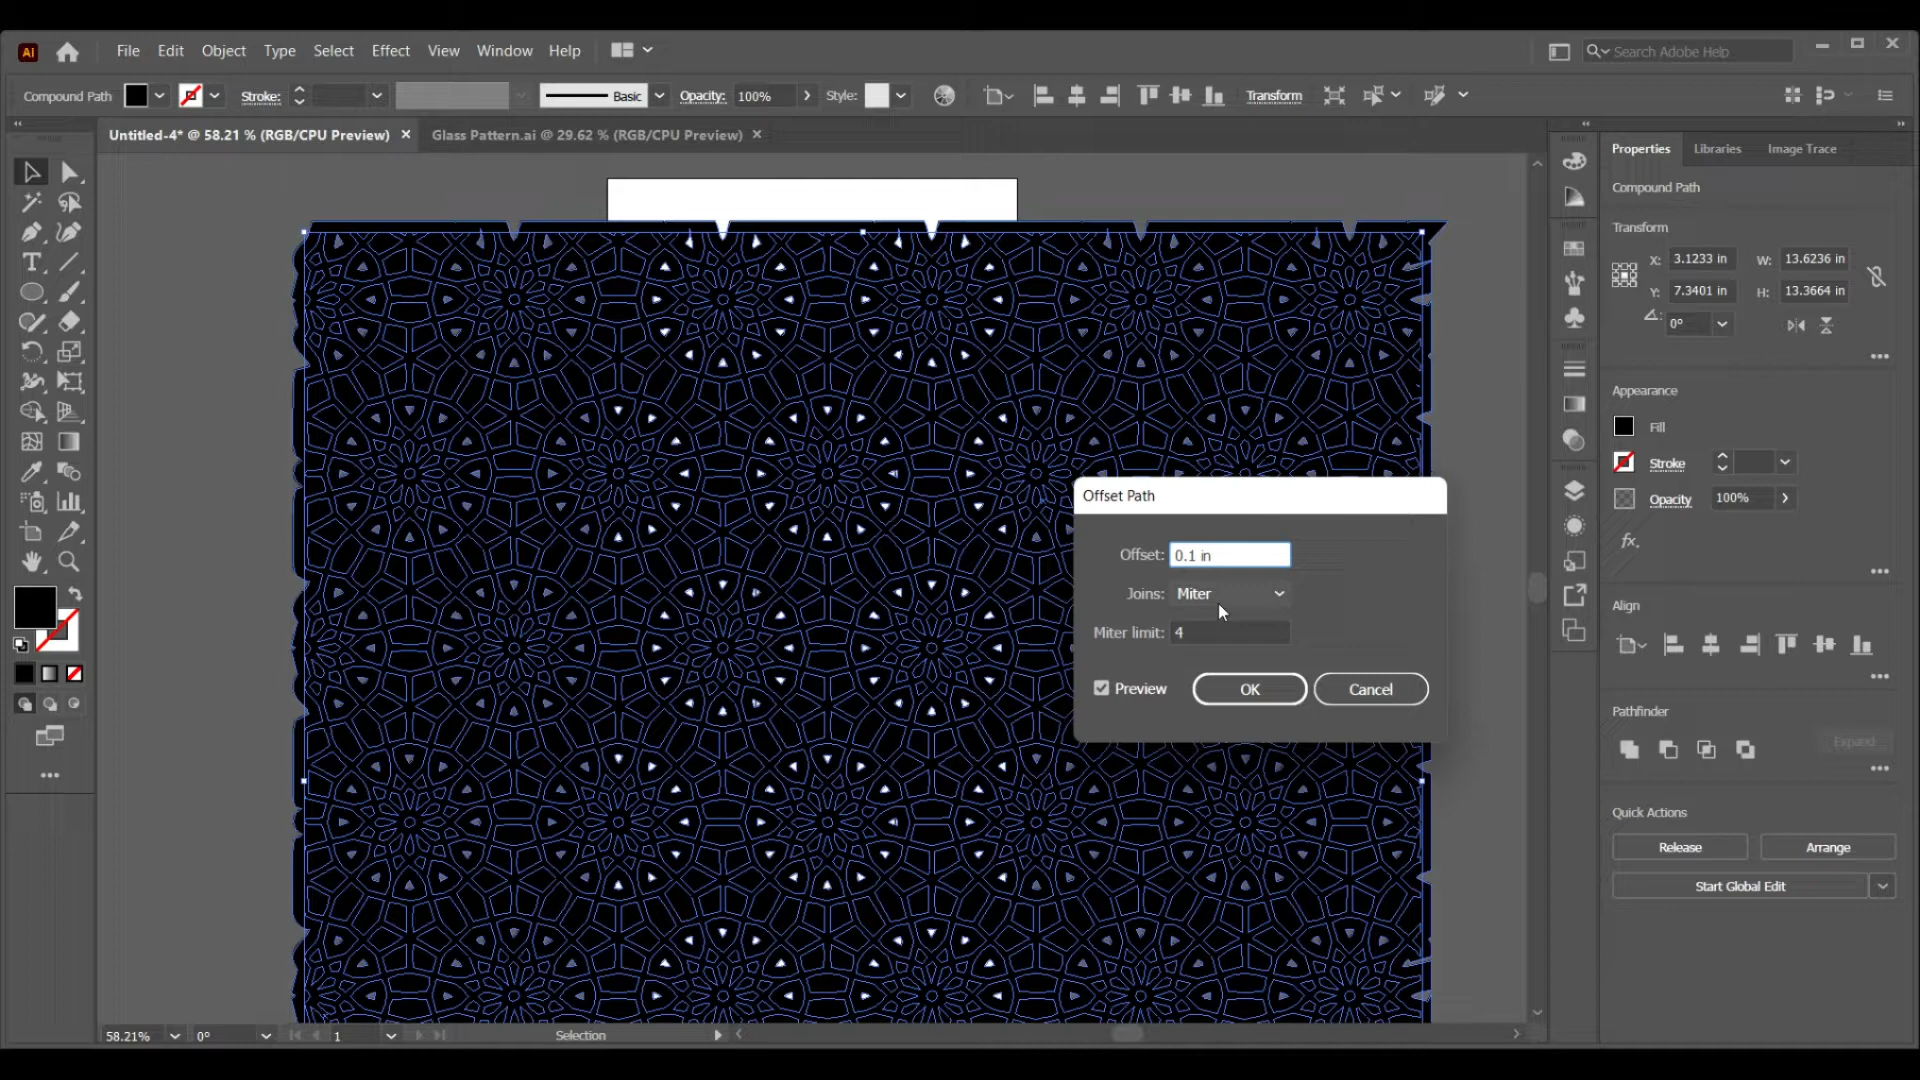 Ai File Edit Object Type Select Effect View Window Help Search Adobe Help
Compound Path Stroke: Basic Opacity: 100% Style: Transform
Untitled-4* @ 58.21 % (RGB/CPU Preview) Glass Pattern.ai @ 29.62 % (RGB/CPU Preview)
Properties Libraries Image Trace
Compound Path
Transform
X: 3.1233 in W: 13.6236 in
Y: 7.3401 in H: 13.3664 in
0°
Appearance
Fill
Stroke
Opacity 100%
fx.
Align
Pathfinder
Expand
Quick Actions
Release Arrange
Start Global Edit
Offset Path
Offset: 0.1 in
Joins: Miter
Miter limit: 4
Preview OK Cancel
58.21% 0° 1 Selection